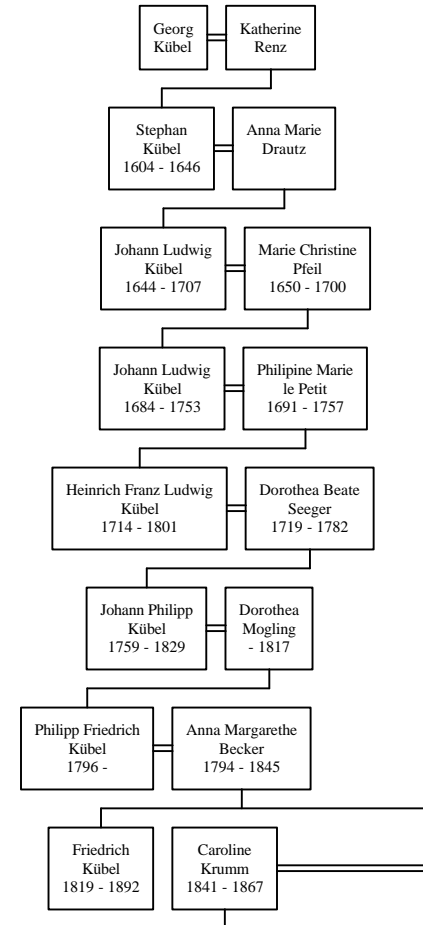 Georg
Kübel
Katherine
Renz
Stephan
Kübel
1604 - 1646
Anna Marie
Drautz
Johann Ludwig
Kübel
1644 - 1707
Marie Christine
Pfeil
1650 - 1700
Johann Ludwig
Kübel
1684 - 1753
Philipine Marie
le Petit
1691 - 1757
Heinrich Franz Ludwig
Kübel
1714 - 1801
Dorothea Beate
Seeger
1719 - 1782
Johann Philipp
Kübel
1759 - 1829
Dorothea
Mogling
- 1817
Philipp Friedrich
Kübel
1796 -
Anna Margarethe
Becker
1794 - 1845
Friedrich
Kübel
1819 - 1892
Caroline
Krumm
1841 - 1867